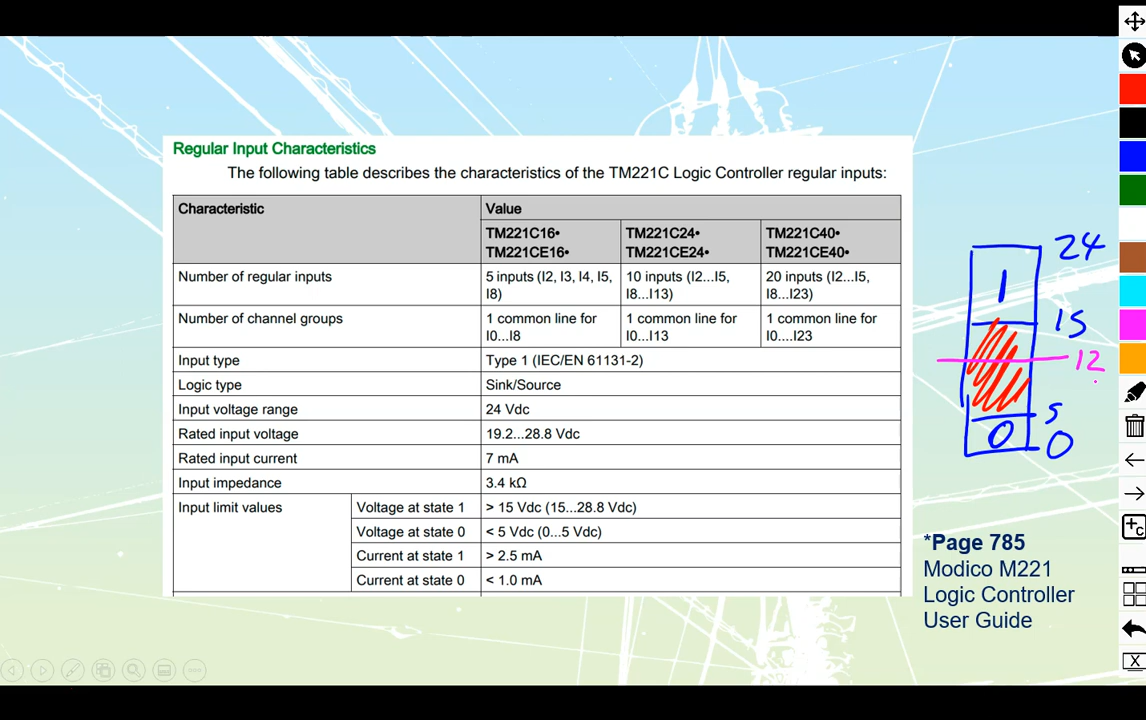 Regular Input Characteristics
The following table describes the characteristics of the TM221C Logic Controller regular inputs:
Characteristic
Value
TM221C16•
TM221CE16•
TM221C24•
TM221CE24•
TM221C40•
TM221CE40•
Number of regular inputs
5 inputs (I2, I3, I4, I5,
I8)
10 inputs (I2...I5,
I8...I13)
20 inputs (I2...I5,
I8...I23)
Number of channel groups
1 common line for
I0...I8
1 common line for
I0...I13
1 common line for
I0....I23
Input type
Type 1 (IEC/EN 61131-2)
Logic type
Sink/Source
Input voltage range
24 Vdc
Rated input voltage
19.2...28.8 Vdc
Rated input current
7 mA
Input impedance
3.4 kΩ
Input limit values
Voltage at state 1
> 15 Vdc (15...28.8 Vdc)
Voltage at state 0
< 5 Vdc (0...5 Vdc)
Current at state 1
> 2.5 mA
Current at state 0
< 1.0 mA
24
1
15
12
5
0
0
*Page 785
Modico M221
Logic Controller
User Guide
+C
X